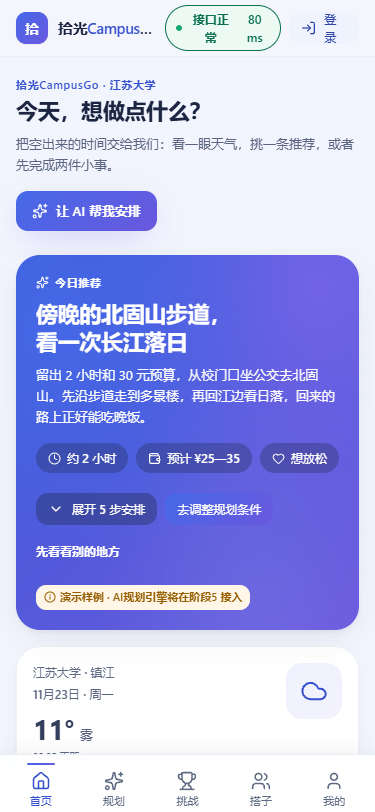 拾
拾光Campus...
接口正常
80 ms
登录
拾光CampusGo · 江苏大学
今天，想做点什么？
把空出来的时间交给我们：看一眼天气，挑一条推荐，或者
先完成两件小事。
让 AI 帮我安排
今日推荐
傍晚的北固山步道，
看一次长江落日
留出 2 小时和 30 元预算，从校门口坐公交去北固
山。先沿步道走到多景楼，再回江边看日落，回来的
路上正好能吃晚饭。
约 2 小时
预计 ¥25—35
想放松
展开 5 步安排
去调整规划条件
先看看别的地方
演示样例 · AI规划引擎将在阶段5 接入
江苏大学 · 镇江
11月23日 · 周一
11° 雾
首页
规划
挑战
搭子
我的